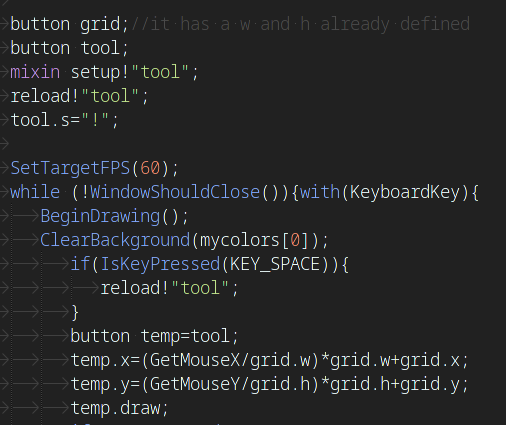 button grid;//it has a w and h already defined
button tool;
mixin setup!"tool";
reload!"tool";
tool.s="!";
SetTargetFPS(60);
while (!WindowShouldClose()){with(KeyboardKey){
BeginDrawing();
ClearBackground(mycolors[0]);
if(IsKeyPressed(KEY_SPACE)){
reload!"tool";
}
button temp=tool;
temp.x=(GetMouseX/grid.w)*grid.w+grid.x;
temp.y=(GetMouseY/grid.h)*grid.h+grid.y;
temp.draw;